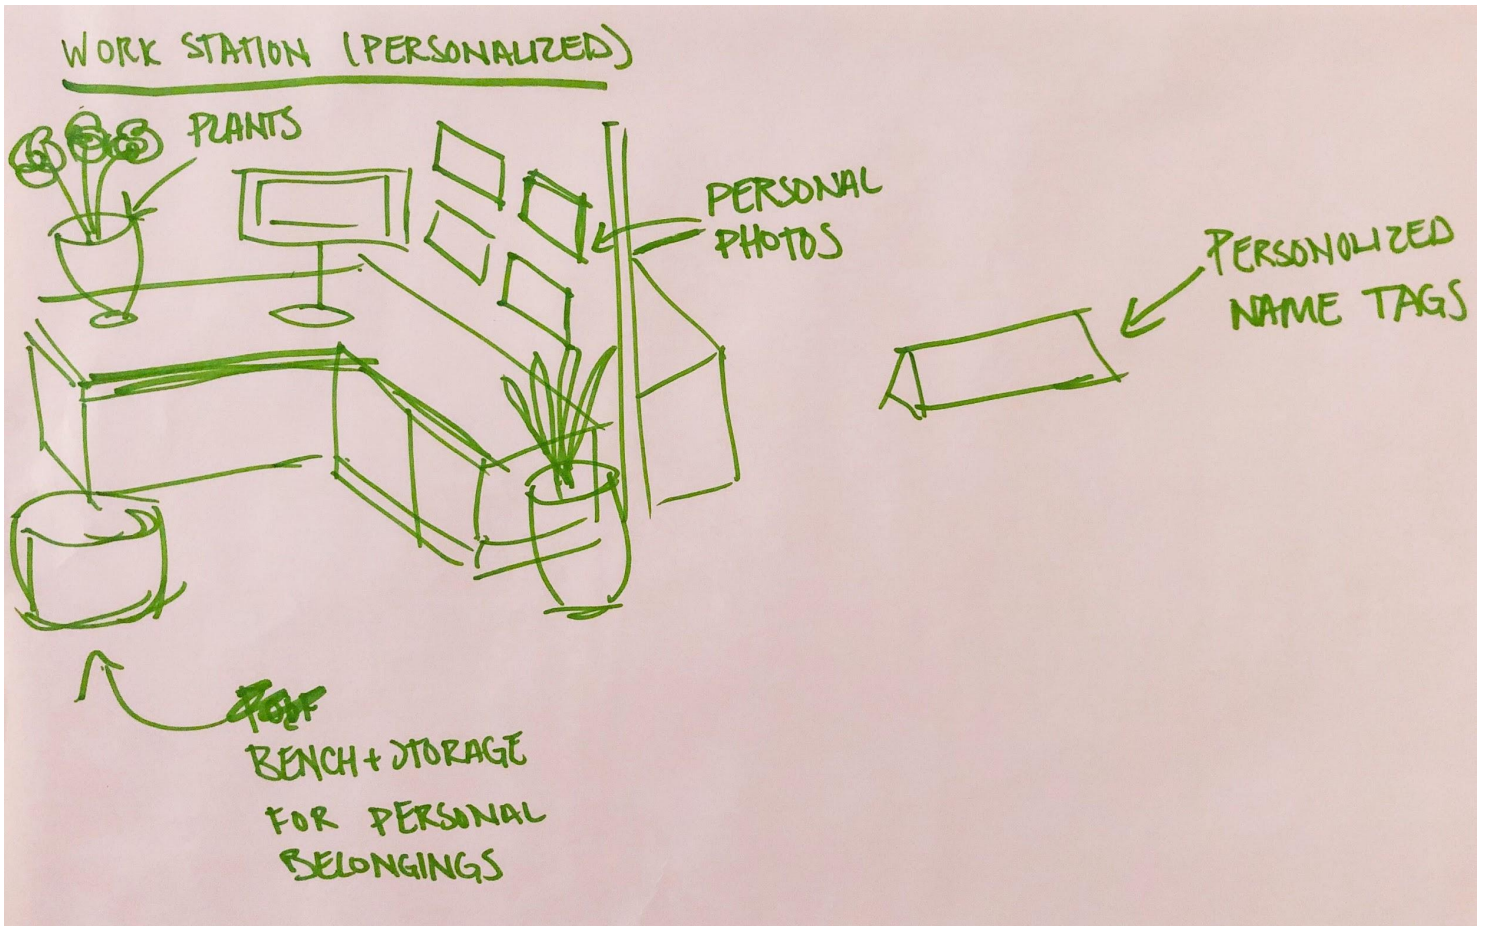 WORK STATION (PERSONALIZED)
PLANTS
PERSONAL
PHOTOS
PERSONOLIZED
NAME TAGS
BENCH + STORAGE
FOR PERSONAL
BELONGINGS